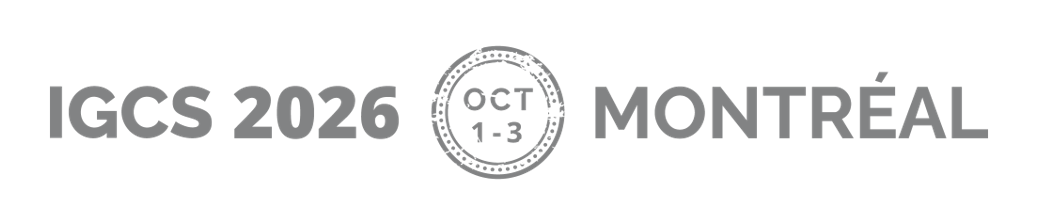 IGCS 2026
OCT
1-3
MONTRÉAL